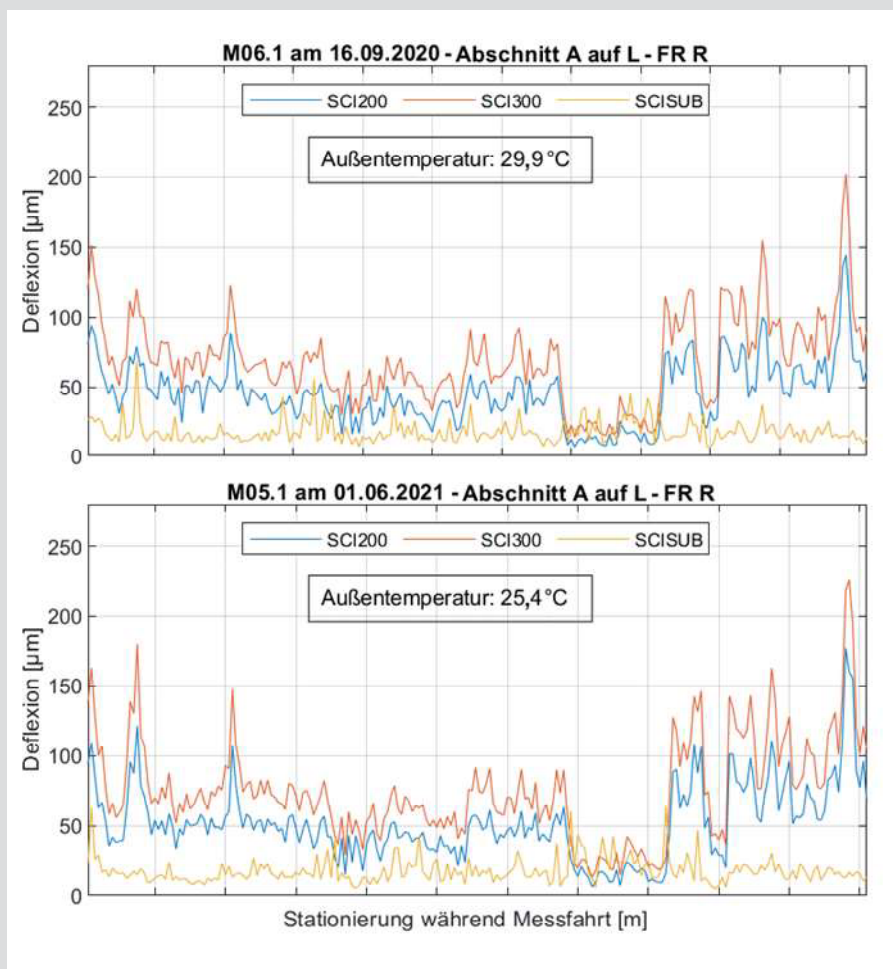 M06.1 am 16.09.2020 - Abschnitt A auf L - FR R
SCI200 SCI300 SCISUB
Außentemperatur: 29,9 °C
Deflexion [µm]
250
200
150
100
50
0
M05.1 am 01.06.2021 - Abschnitt A auf L - FR R
SCI200 SCI300 SCISUB
Außentemperatur: 25,4 °C
Deflexion [µm]
250
200
150
100
50
0
Stationierung während Messfahrt [m]